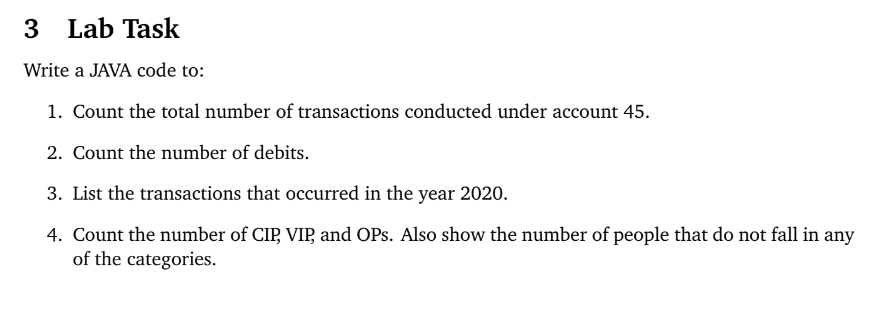 3 Lab Task
Write a JAVA code to:
1. Count the total number of transactions conducted under account 45.
2. Count the number of debits.
3. List the transactions that occurred in the year 2020.
4. Count the number of CIP, VIP, and OPs. Also show the number of people that do not fall in any
of the categories.